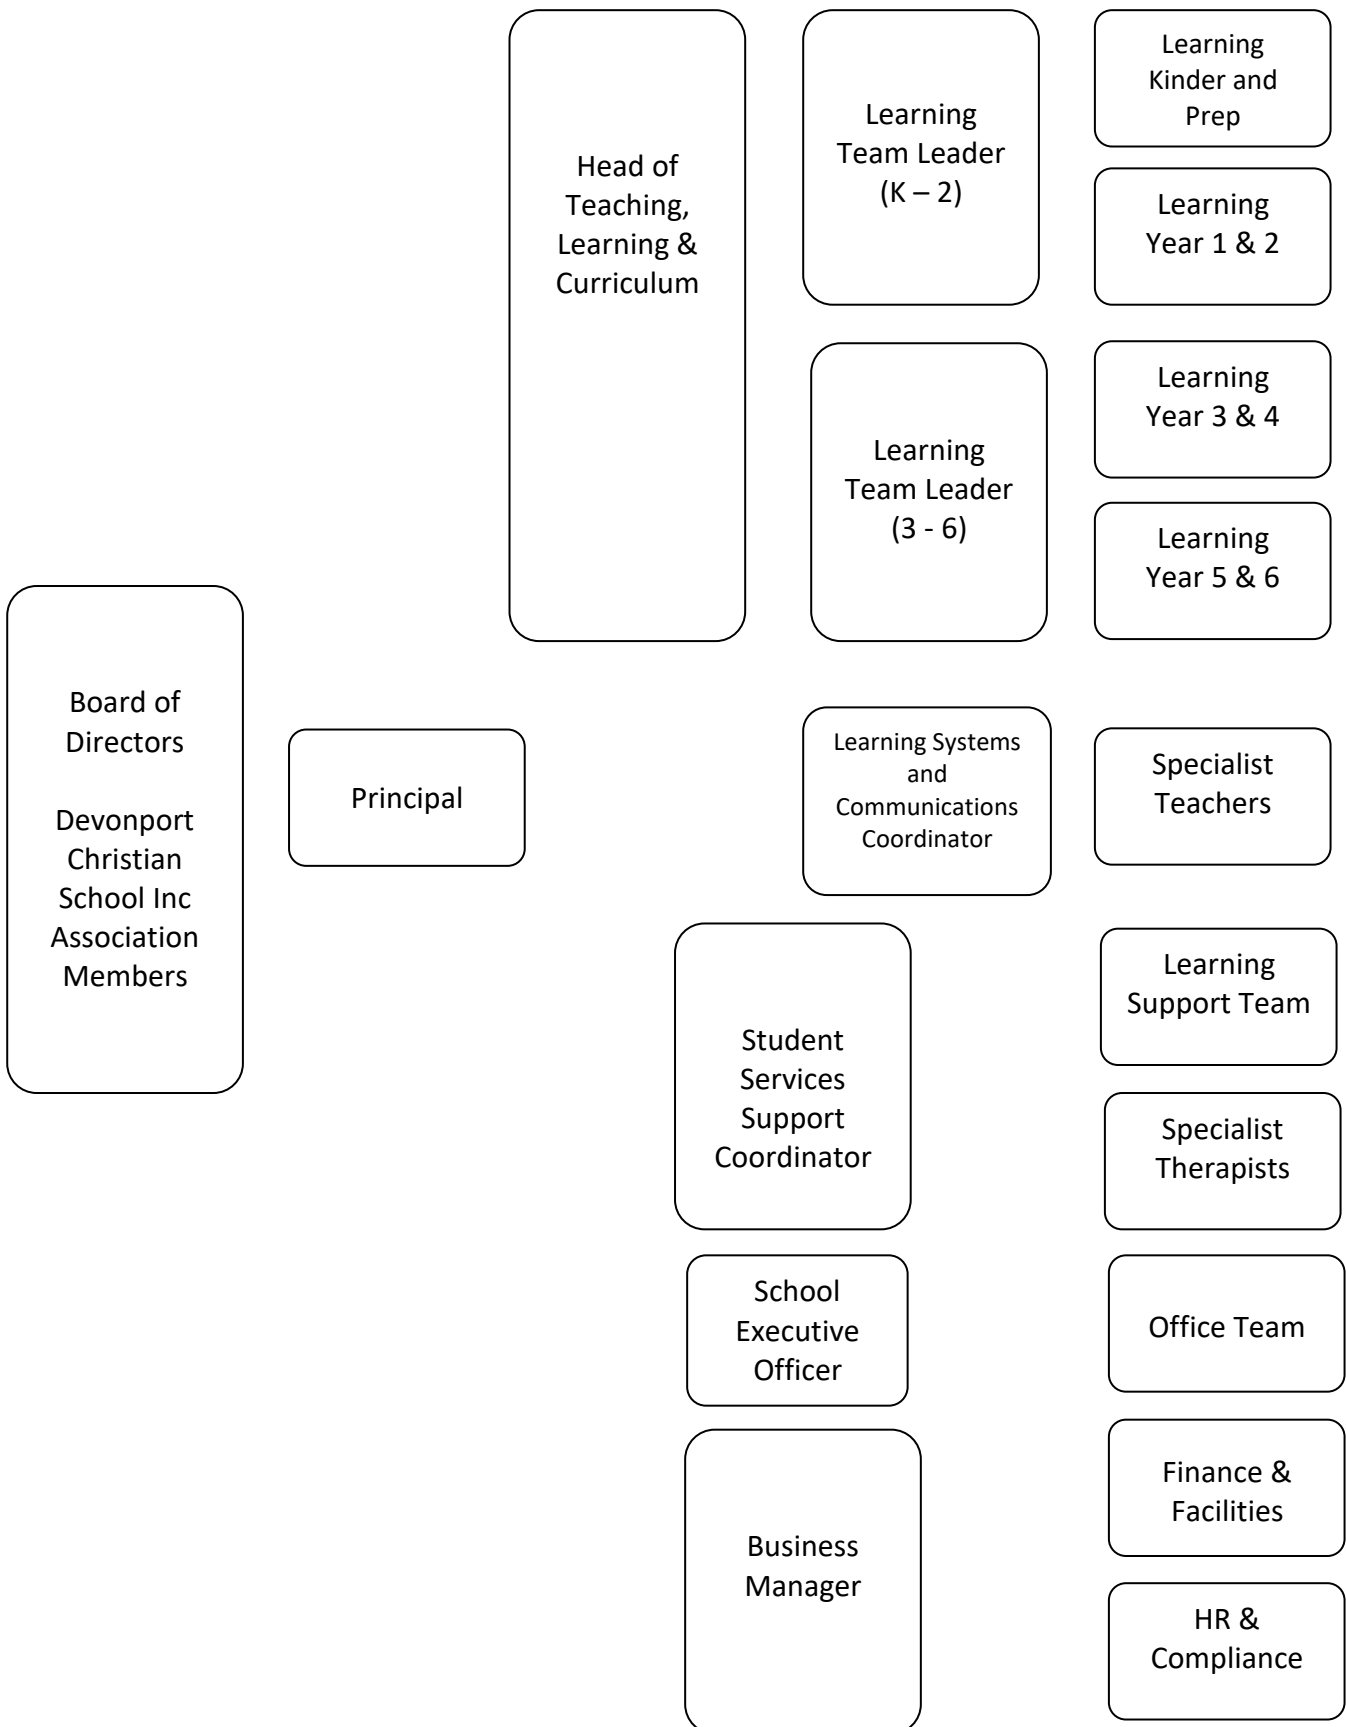 Board of
Directors
Devonport
Christian
School Inc
Association
Members
Principal
Head of
Teaching,
Learning &
Curriculum
Learning
Team Leader
(K – 2)
Learning
Kinder and
Prep
Learning
Year 1 & 2
Learning
Team Leader
(3 - 6)
Learning
Year 3 & 4
Learning
Year 5 & 6
Learning Systems
and
Communications
Coordinator
Specialist
Teachers
Student
Services
Support
Coordinator
Learning
Support Team
Specialist
Therapists
School
Executive
Officer
Office Team
Business
Manager
Finance &
Facilities
HR &
Compliance